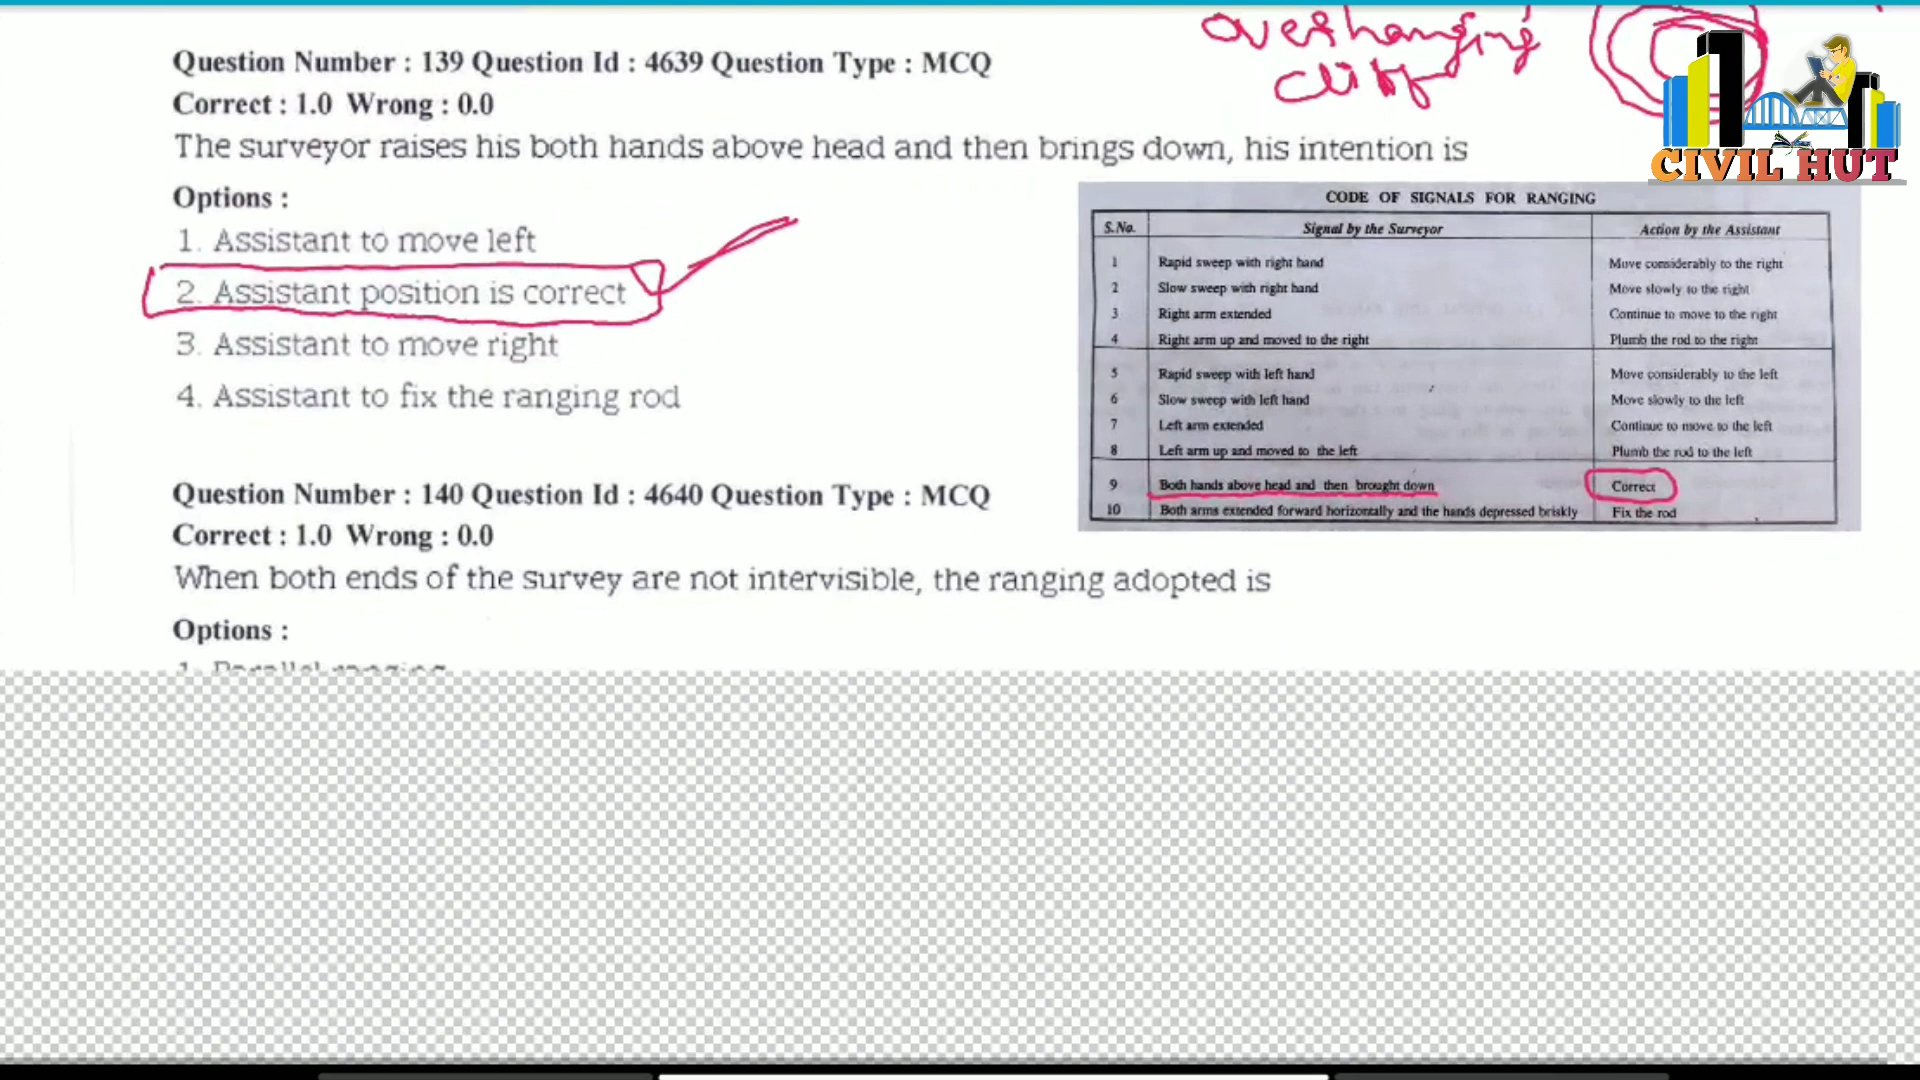 overhanging
cliff
Question Number : 139 Question Id : 4639 Question Type : MCQ
Correct : 1.0 Wrong : 0.0
The surveyor raises his both hands above head and then brings down, his intention is
Options :
1. Assistant to move left
2. Assistant position is correct
3. Assistant to move right
4. Assistant to fix the ranging rod
CIVIL HUT
CODE OF SIGNALS FOR RANGING
S.No. Signal by the Surveyor Action by the Assistant
1 Rapid sweep with right hand Move considerably to the right
2 Slow sweep with right hand Move slowly to the right
3 Right arm extended Continue to move to the right
4 Right arm up and moved to the right Plumb the rod to the right
5 Rapid sweep with left hand Move considerably to the left
6 Slow sweep with left hand Move slowly to the left
7 Left arm extended Continue to move to the left
8 Left arm up and moved to the left Plumb the rod to the left
9 Both hands above head and then brought down Correct
10 Both arms extended forward horizontally and the hands depressed briskly Fix the rod
Question Number : 140 Question Id : 4640 Question Type : MCQ
Correct : 1.0 Wrong : 0.0
When both ends of the survey are not intervisible, the ranging adopted is
Options :
1. Parallel ranging